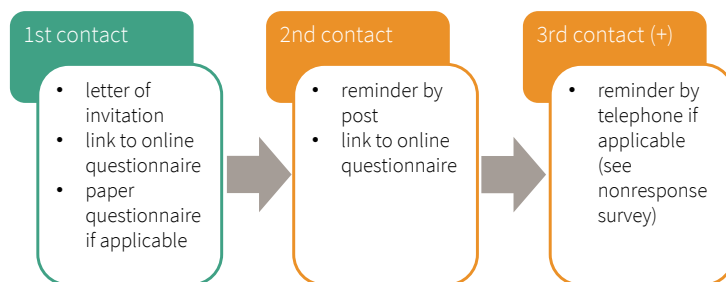 1st contact
• letter of
invitation
• link to online
questionnaire
• paper
questionnaire
if applicable
2nd contact
• reminder by
post
• link to online
questionnaire
3rd contact (+)
• reminder by
telephone if
applicable
(see
nonresponse
survey)